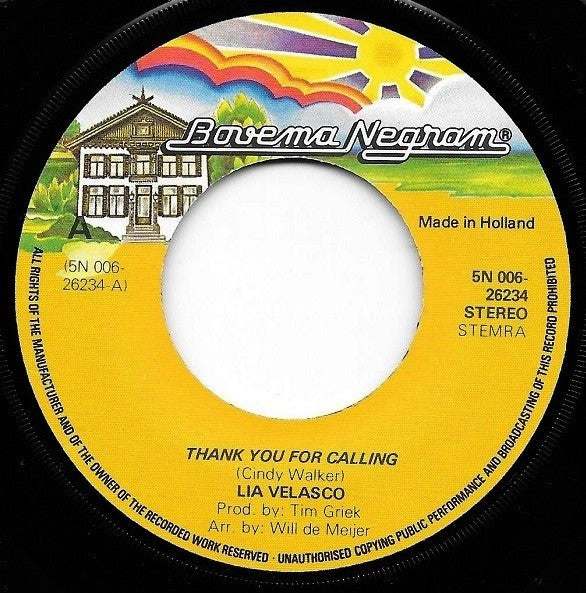 Bovema Negram®
A
(5N 006-
26234-A)
Made in Holland
5N 006-
26234
STEREO
STEMRA
THANK YOU FOR CALLING
(Cindy Walker)
LIA VELASCO
Prod. by: Tim Griek
Arr. by: Will de Meijer
ALL RIGHTS OF THE MANUFACTURER AND OF THE OWNER OF THE RECORDED WORK RESERVED · UNAUTHORISED COPYING PUBLIC PERFORMANCE AND BROADCASTING OF THIS RECORD PROHIBITED